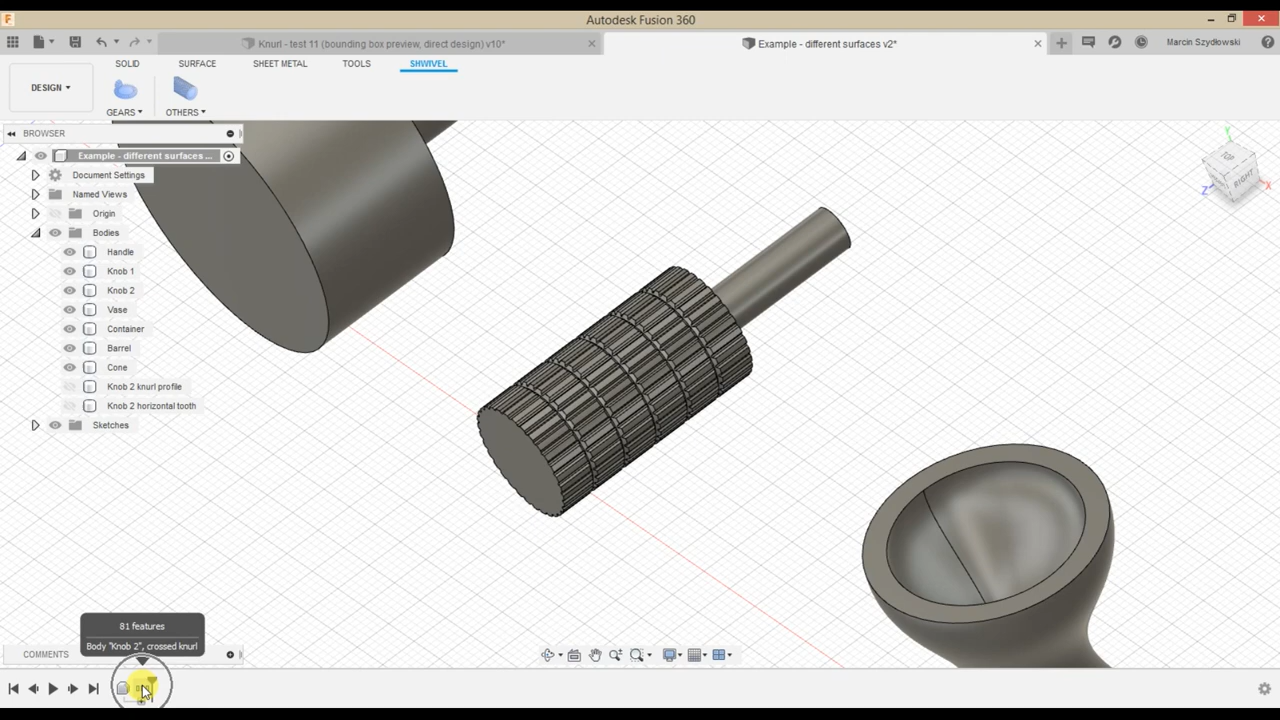 Autodesk Fusion 360
Knurl - test 11 (bounding box preview, direct design) v10*
Example - different surfaces v2*
Marcin Szydłowski
SOLID
SURFACE
SHEET METAL
TOOLS
SHWIVEL
DESIGN
GEARS
OTHERS
BROWSER
Example - different surfaces ...
Document Settings
Named Views
Origin
Bodies
Handle
Knob 1
Knob 2
Vase
Container
Barrel
Cone
Knob 2 knurl profile
Knob 2 horizontal tooth
Sketches
Y
TOP
RIGHT
Z
X
81 features
Body "Knob 2", crossed knurl
COMMENTS